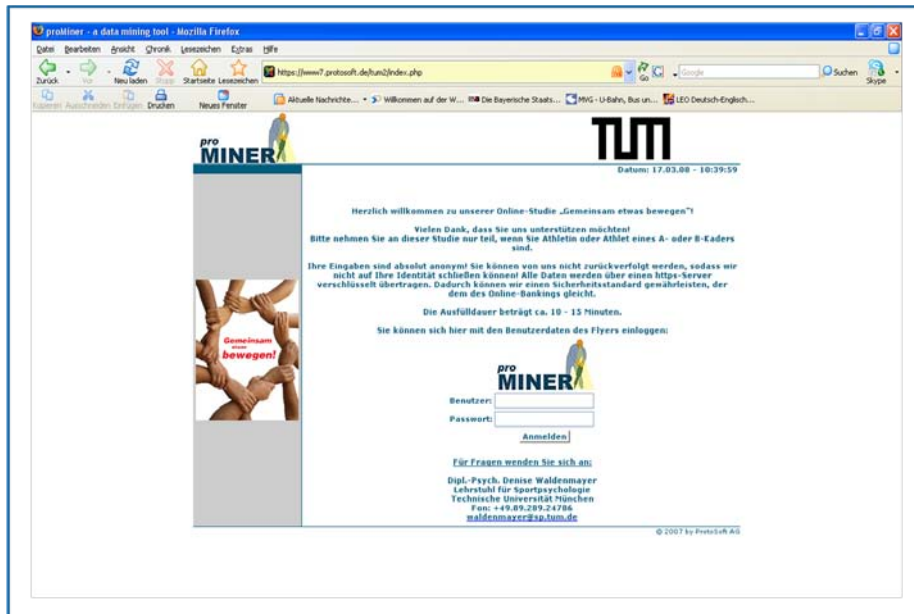 proMiner - a data mining tool - Mozilla Firefox
Datei Bearbeiten Ansicht Chronik Lesezeichen Extras Hilfe
Zurück Vor Neu laden Stopp Startseite Lesezeichen https://www7.protosoft.de/tum2/index.php Go Google Suchen Skype
Kopieren Ausschneiden Einfügen Drucken Neues Fenster Aktuelle Nachrichte... Willkommen auf der W... Die Bayerische Staats... MVG - U-Bahn, Bus un... LEO Deutsch-Englisch...
pro
MINER
TUM
Datum: 17.03.08 - 10:39:59
Herzlich willkommen zu unserer Online-Studie „Gemeinsam etwas bewegen"!
Vielen Dank, dass Sie uns unterstützen möchten!
Bitte nehmen Sie an dieser Studie nur teil, wenn Sie Athletin oder Athlet eines A- oder B-Kaders
sind.
Ihre Eingaben sind absolut anonym! Sie können von uns nicht zurückverfolgt werden, sodass wir
nicht auf Ihre Identität schließen können! Alle Daten werden über einen https-Server
verschlüsselt übertragen. Dadurch können wir einen Sicherheitsstandard gewährleisten, der
dem des Online-Bankings gleicht.
Die Ausfülldauer beträgt ca. 10 - 15 Minuten.
Sie können sich hier mit den Benutzerdaten des Flyers einloggen:
Gemeinsam
etwas
bewegen!
pro
MINER
Benutzer:
Passwort:
Anmelden
Für Fragen wenden Sie sich an:
Dipl.-Psych. Denise Waldenmayer
Lehrstuhl für Sportpsychologie
Technische Universität München
Fon: +49.89.289.24786
waldenmayer@sp.tum.de
© 2007 by ProtoSoft AG